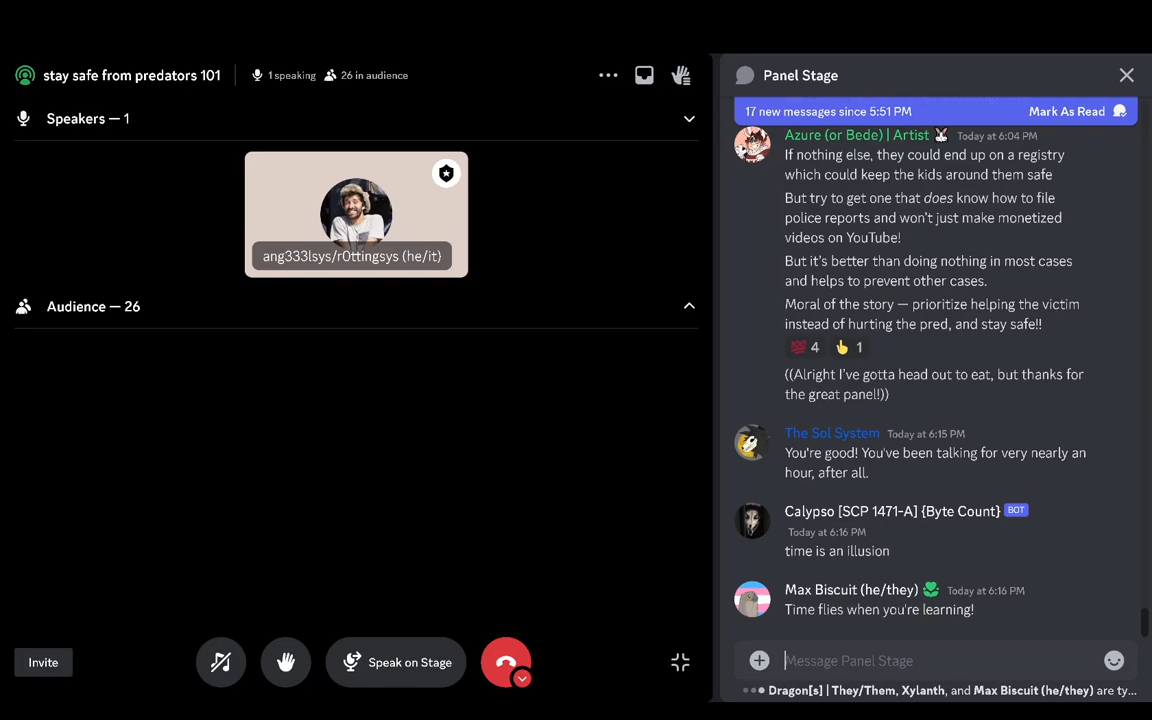 stay safe from predators 101
1 speaking
26 in audience
Speakers — 1
ang333lsys/r0ttingsys (he/it)
Audience — 26
Invite
Speak on Stage
Panel Stage
17 new messages since 5:51 PM
Mark As Read
Azure (or Bede) | Artist Today at 6:04 PM
If nothing else, they could end up on a registry
which could keep the kids around them safe
But try to get one that does know how to file
police reports and won't just make monetized
videos on YouTube!
But it's better than doing nothing in most cases
and helps to prevent other cases.
Moral of the story — prioritize helping the victim
instead of hurting the pred, and stay safe!!
💯 4 👆 1
((Alright I've gotta head out to eat, but thanks for
the great panel!))
The Sol System Today at 6:15 PM
You're good! You've been talking for very nearly an
hour, after all.
Calypso [SCP 1471-A] {Byte Count} BOT
Today at 6:16 PM
time is an illusion
Max Biscuit (he/they) Today at 6:16 PM
Time flies when you're learning!
Message Panel Stage
Dragon[s] | They/Them, Xylanth, and Max Biscuit (he/they) are ty...